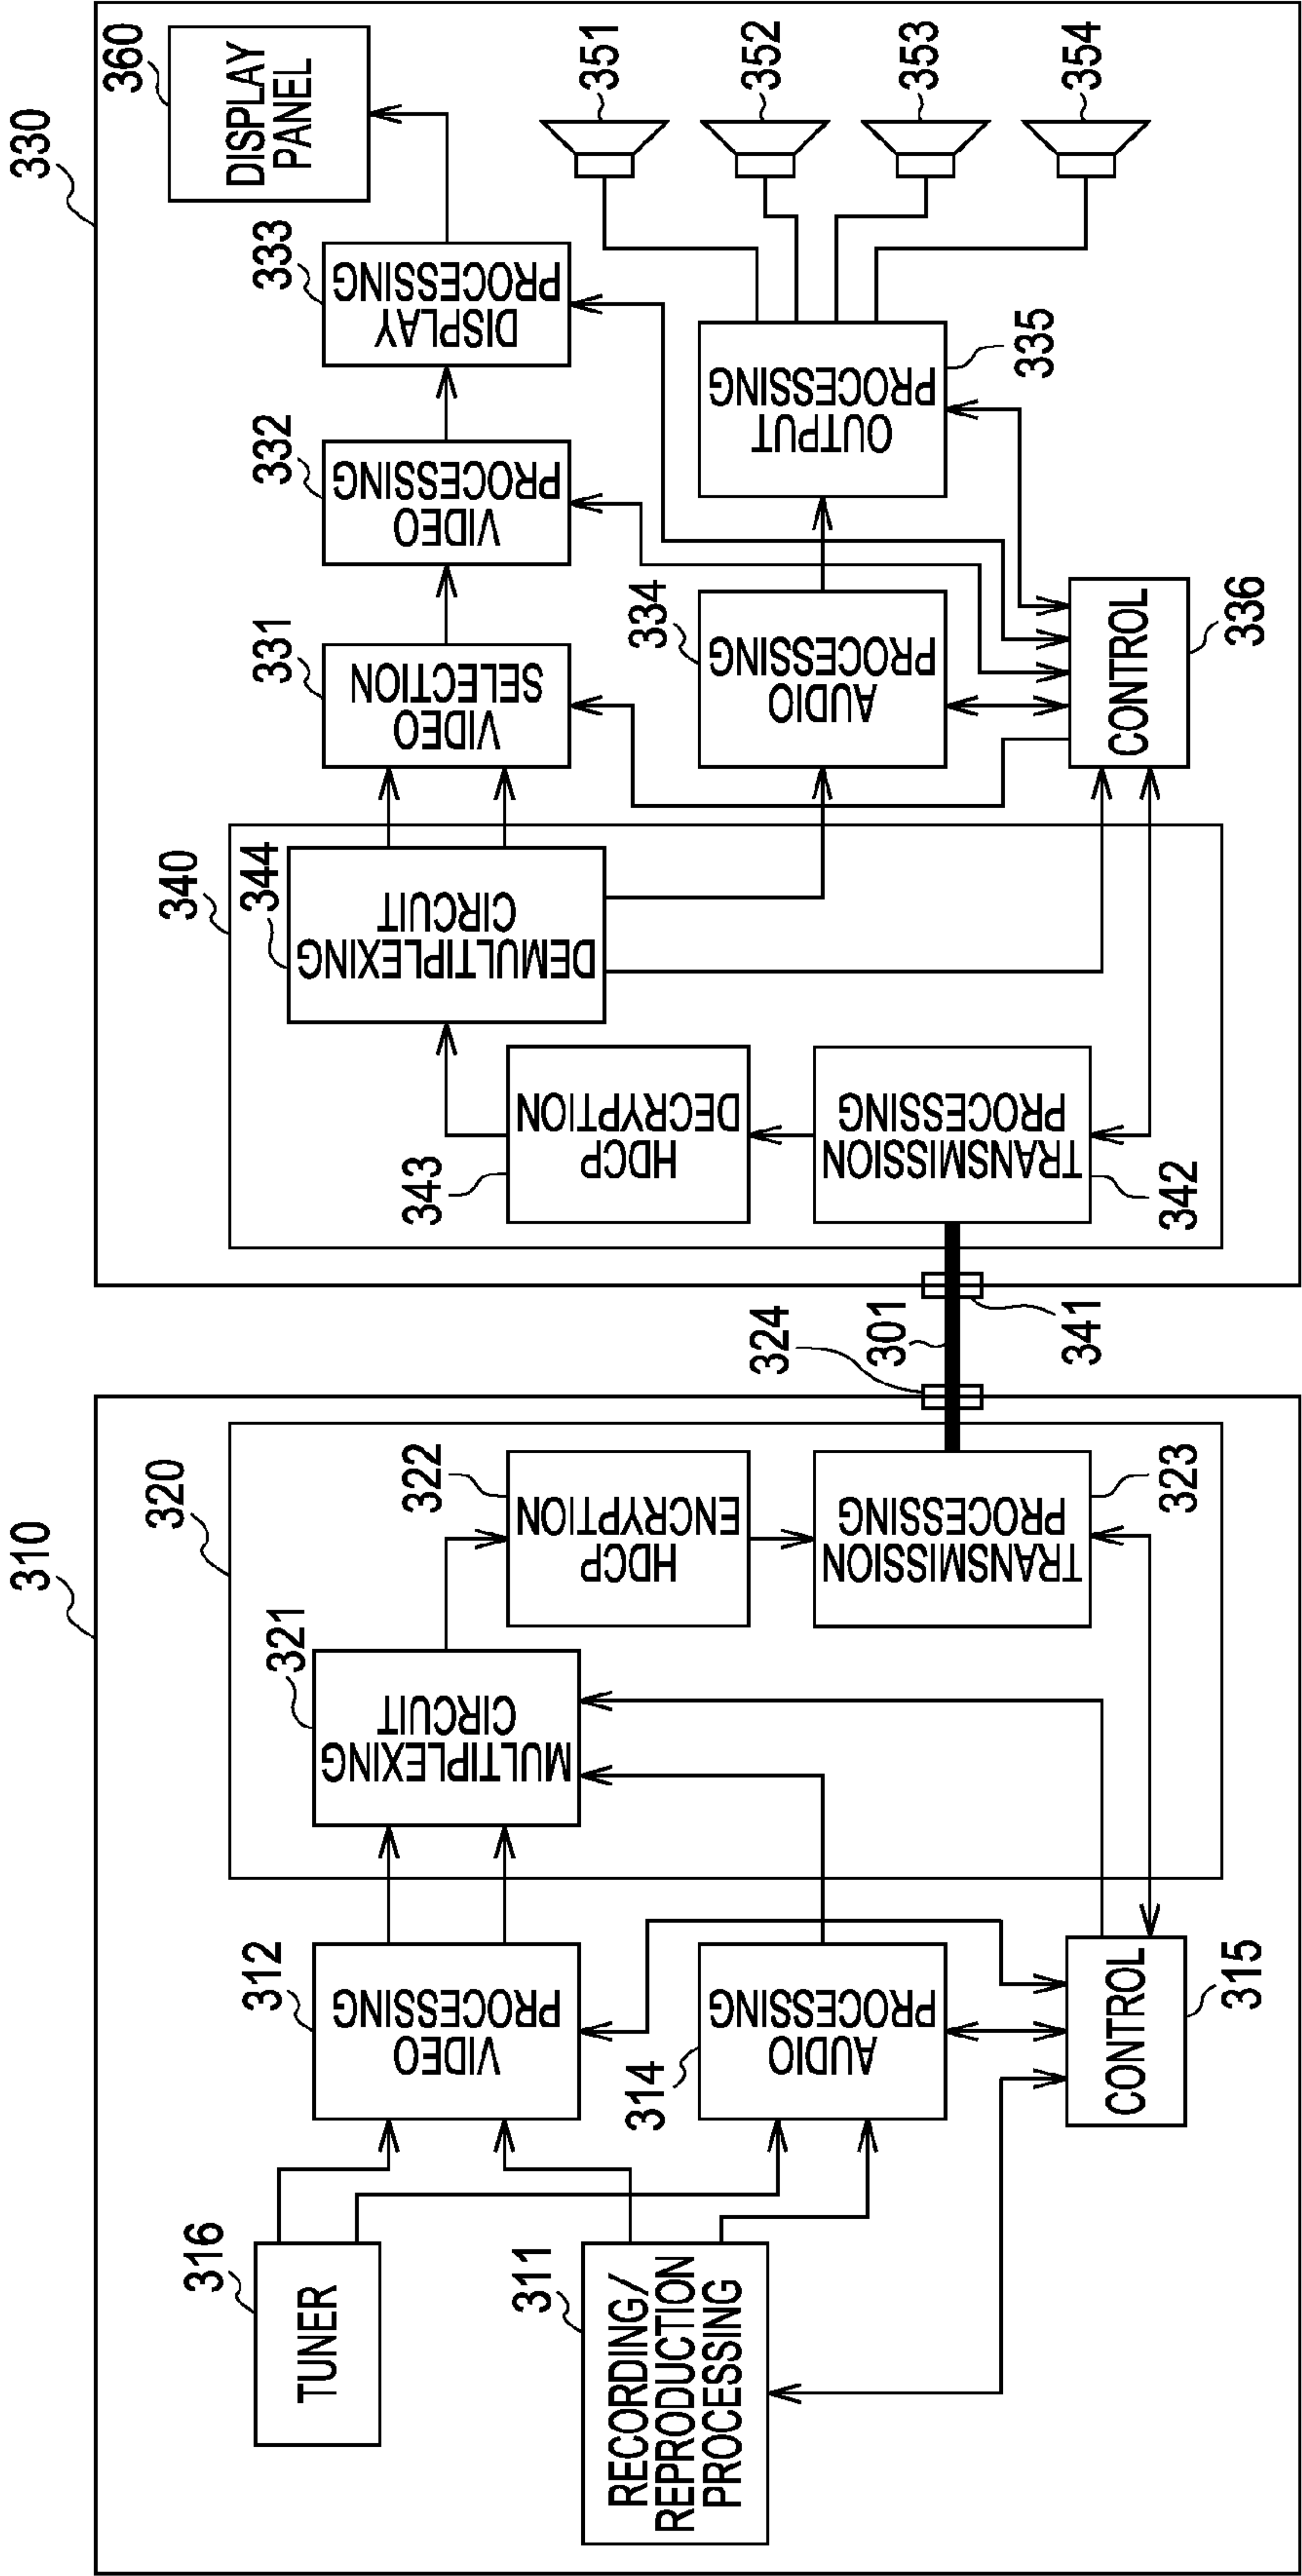 310
320
316
TUNER
311
RECORDING/
REPRODUCTION
PROCESSING
312
VIDEO
PROCESSING
314
AUDIO
PROCESSING
CONTROL
315
321
MULTIPLEXING
CIRCUIT
322
HDCP
ENCRYPTION
TRANSMISSION
PROCESSING
323
324
301
341
330
340
344
DEMULTIPLEXING
CIRCUIT
343
HDCP
DECRYPTION
TRANSMISSION
PROCESSING
342
331
VIDEO
SELECTION
332
VIDEO
PROCESSING
333
DISPLAY
PROCESSING
360
DISPLAY
PANEL
334
AUDIO
PROCESSING
OUTPUT
PROCESSING
335
CONTROL
336
351
352
353
354